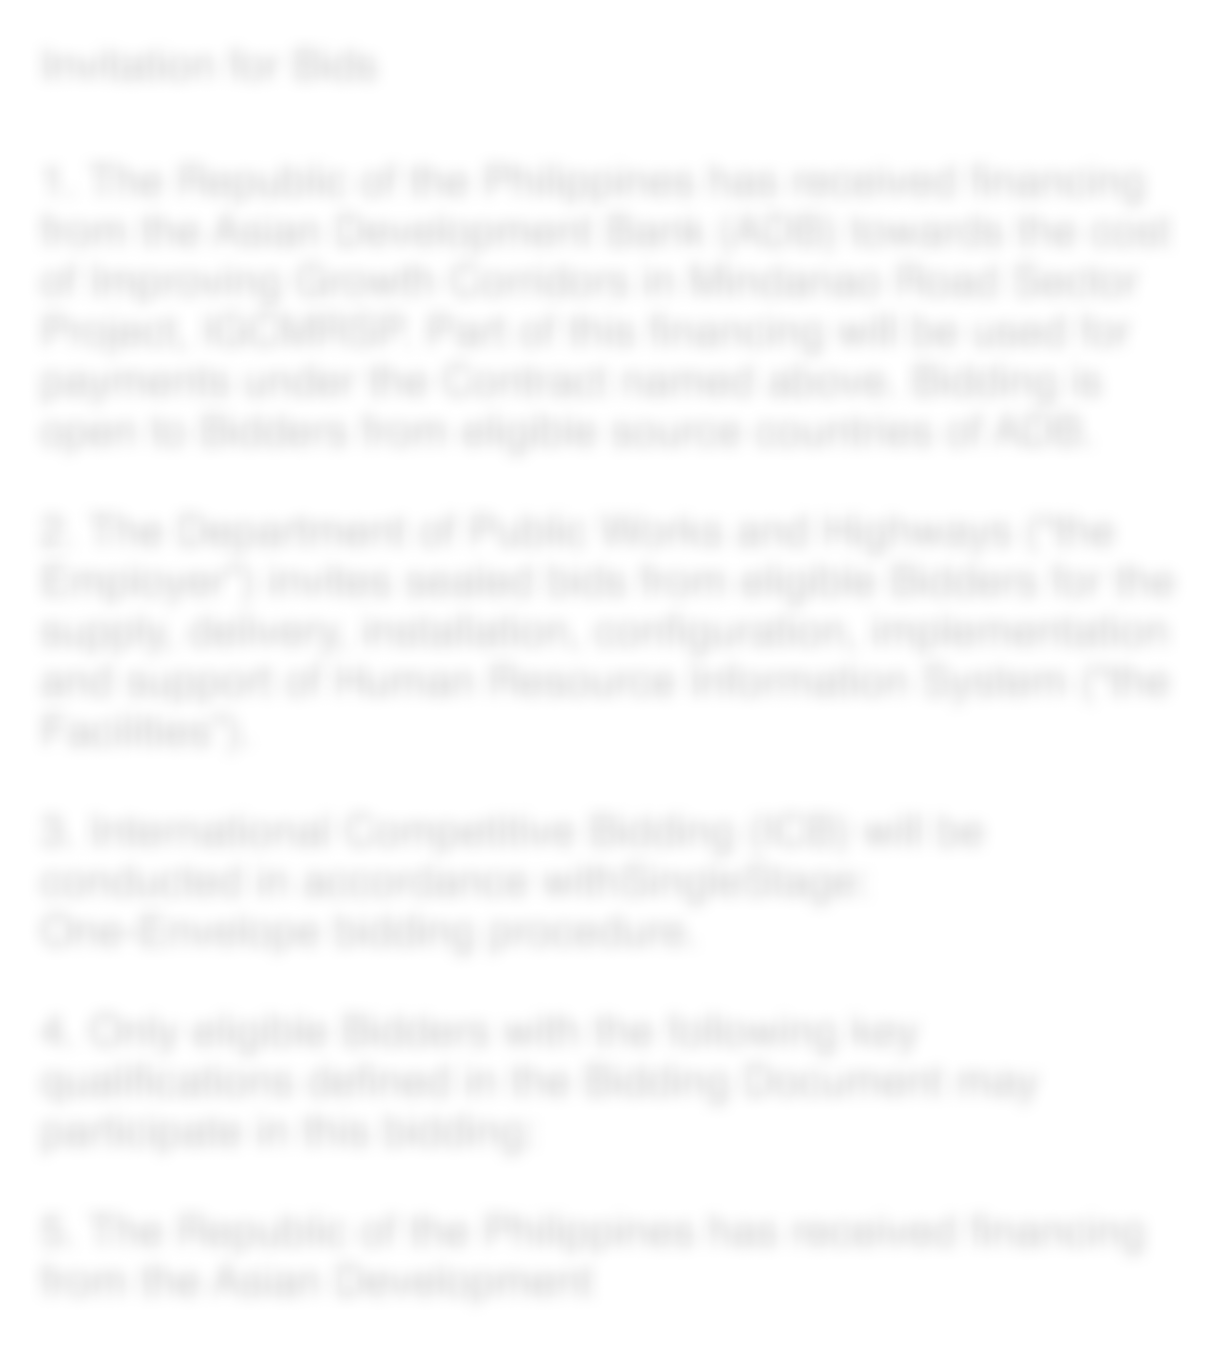 Invitation for Bids
1. The Republic of the Philippines has received financing
from the Asian Development Bank (ADB) towards the cost
of Improving Growth Corridors in Mindanao Road Sector
Project, IGCMRSP. Part of this financing will be used for
payments under the Contract named above. Bidding is
open to Bidders from eligible source countries of ADB.
2. The Department of Public Works and Highways ("the
Employer") invites sealed bids from eligible Bidders for the
supply, delivery, installation, configuration, implementation
and support of Human Resource Information System ("the
Facilities").
3. International Competitive Bidding (ICB) will be
conducted in accordance withSingleStage:
One-Envelope bidding procedure.
4. Only eligible Bidders with the following key
qualifications defined in the Bidding Document may
participate in this bidding:
5. The Republic of the Philippines has received financing
from the Asian Development